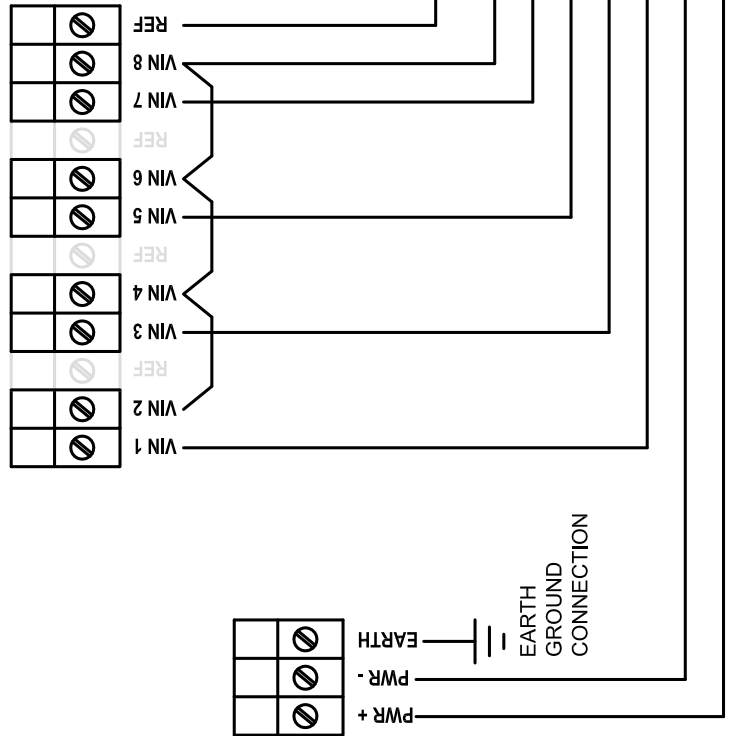 REF
VIN 8
VIN 7
REF
VIN 6
VIN 5
REF
VIN 4
VIN 3
REF
VIN 2
VIN 1
EARTH
PWR -
PWR +
EARTH
GROUND
CONNECTION